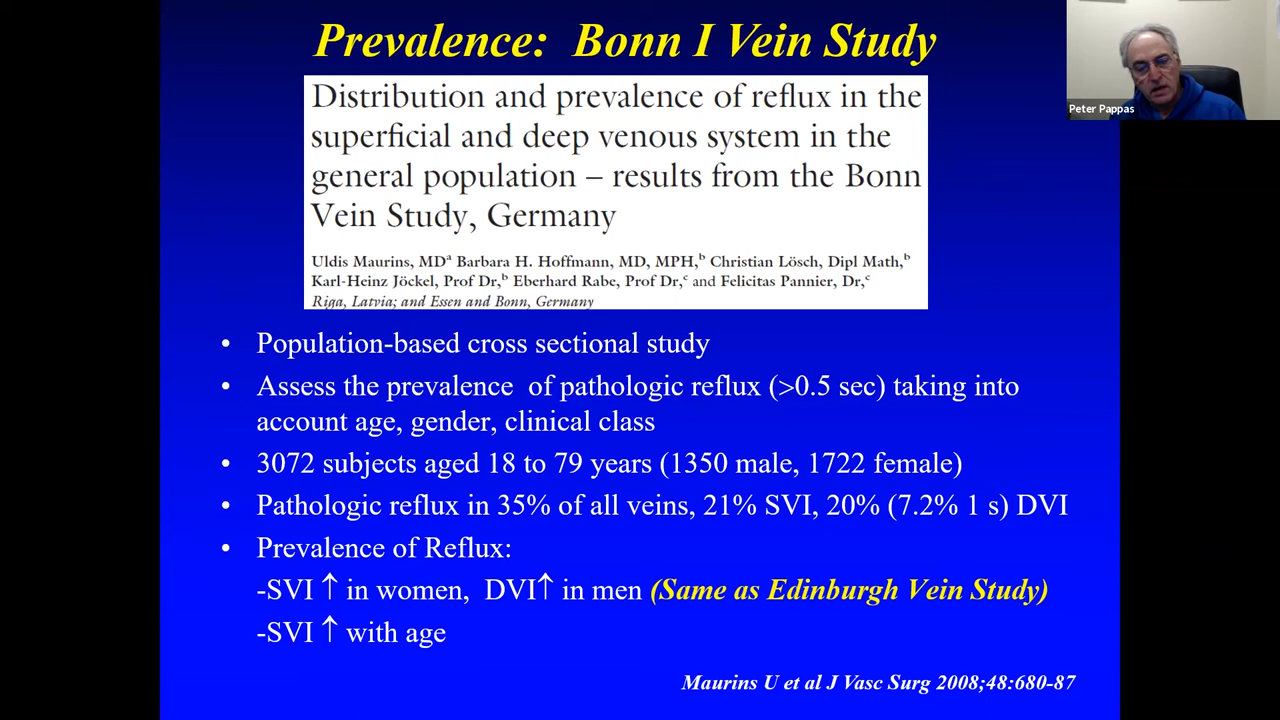 Prevalence: Bonn I Vein Study
Peter Pappas
Distribution and prevalence of reflux in the
superficial and deep venous system in the
general population – results from the Bonn
Vein Study, Germany
Uldis Maurins, MDᵃ Barbara H. Hoffmann, MD, MPH,ᵇ Christian Lösch, Dipl Math,ᵇ
Karl-Heinz Jöckel, Prof Dr,ᵇ Eberhard Rabe, Prof Dr,ᶜ and Felicitas Pannier, Dr,ᶜ
Riga, Latvia; and Essen and Bonn, Germany
• Population-based cross sectional study
• Assess the prevalence of pathologic reflux (>0.5 sec) taking into
account age, gender, clinical class
• 3072 subjects aged 18 to 79 years (1350 male, 1722 female)
• Pathologic reflux in 35% of all veins, 21% SVI, 20% (7.2% 1 s) DVI
• Prevalence of Reflux:
-SVI ↑ in women, DVI↑ in men (Same as Edinburgh Vein Study)
-SVI ↑ with age
Maurins U et al J Vasc Surg 2008;48:680-87